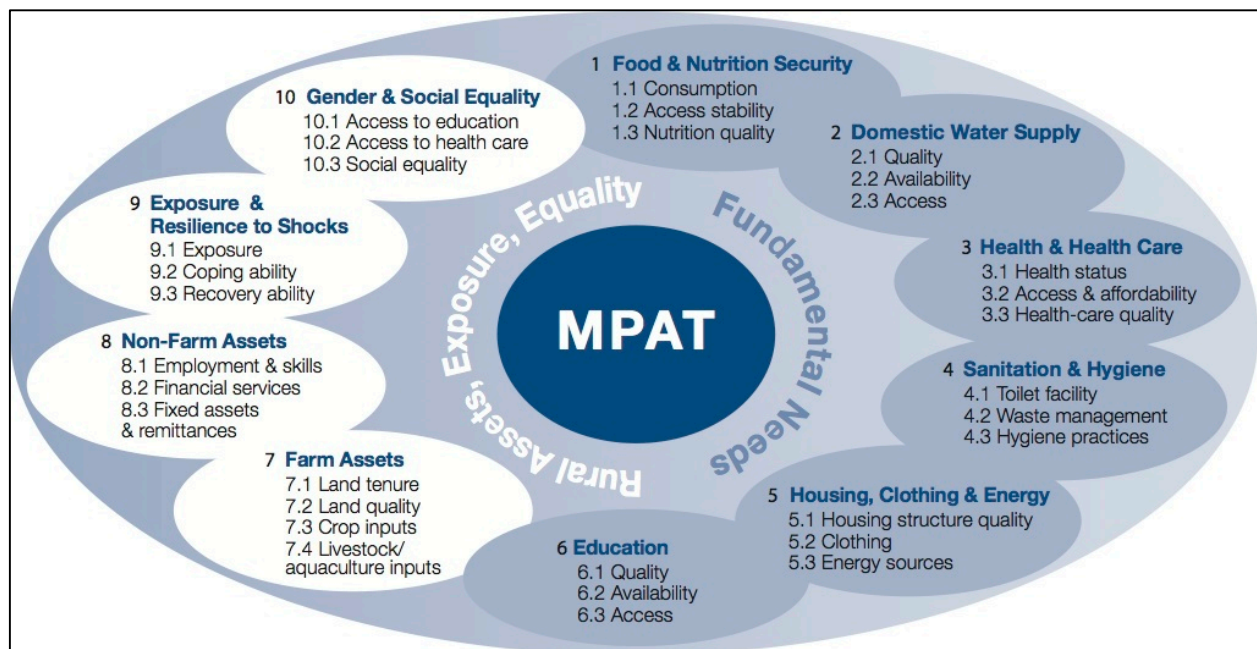 1 Food & Nutrition Security
1.1 Consumption
1.2 Access stability
1.3 Nutrition quality
2 Domestic Water Supply
2.1 Quality
2.2 Availability
2.3 Access
3 Health & Health Care
3.1 Health status
3.2 Access & affordability
3.3 Health-care quality
4 Sanitation & Hygiene
4.1 Toilet facility
4.2 Waste management
4.3 Hygiene practices
5 Housing, Clothing & Energy
5.1 Housing structure quality
5.2 Clothing
5.3 Energy sources
6 Education
6.1 Quality
6.2 Availability
6.3 Access
7 Farm Assets
7.1 Land tenure
7.2 Land quality
7.3 Crop inputs
7.4 Livestock/
aquaculture inputs
8 Non-Farm Assets
8.1 Employment & skills
8.2 Financial services
8.3 Fixed assets
& remittances
9 Exposure &
Resilience to Shocks
9.1 Exposure
9.2 Coping ability
9.3 Recovery ability
10 Gender & Social Equality
10.1 Access to education
10.2 Access to health care
10.3 Social equality
Rural Assets, Exposure, Equality
Fundamental Needs
MPAT